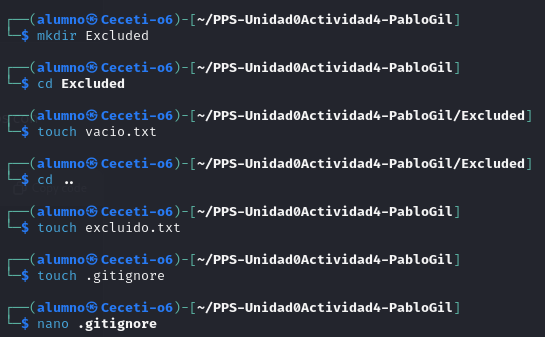 ┌──(alumno㉿Ceceti-o6)-[~/PPS-Unidad0Actividad4-PabloGil]
└─$ mkdir Excluded
┌──(alumno㉿Ceceti-o6)-[~/PPS-Unidad0Actividad4-PabloGil]
└─$ cd Excluded
┌──(alumno㉿Ceceti-o6)-[~/PPS-Unidad0Actividad4-PabloGil/Excluded]
└─$ touch vacio.txt
┌──(alumno㉿Ceceti-o6)-[~/PPS-Unidad0Actividad4-PabloGil/Excluded]
└─$ cd ..
┌──(alumno㉿Ceceti-o6)-[~/PPS-Unidad0Actividad4-PabloGil]
└─$ touch excluido.txt
┌──(alumno㉿Ceceti-o6)-[~/PPS-Unidad0Actividad4-PabloGil]
└─$ touch .gitignore
┌──(alumno㉿Ceceti-o6)-[~/PPS-Unidad0Actividad4-PabloGil]
└─$ nano .gitignore